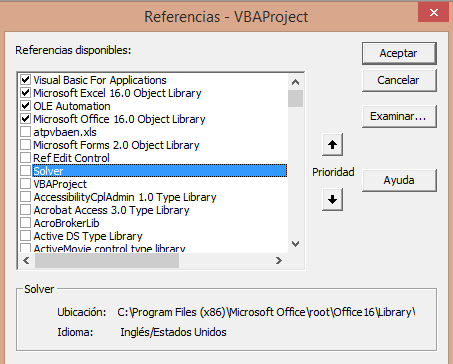 Referencias - VBAProject
Referencias disponibles:
Aceptar
Visual Basic For Applications
Cancelar
Microsoft Excel 16.0 Object Library
OLE Automation
Microsoft Office 16.0 Object Library
Examinar...
atpvbaen.xls
Microsoft Forms 2.0 Object Library
Ref Edit Control
Solver
Prioridad
Ayuda
VBAProject
AccessibilityCplAdmin 1.0 Type Library
Acrobat Access 3.0 Type Library
AcroBrokerLib
Active DS Type Library
ActiveMovie control type library
Solver
Ubicación: C:\Program Files (x86)\Microsoft Office\root\Office16\Library\
Idioma: Inglés/Estados Unidos